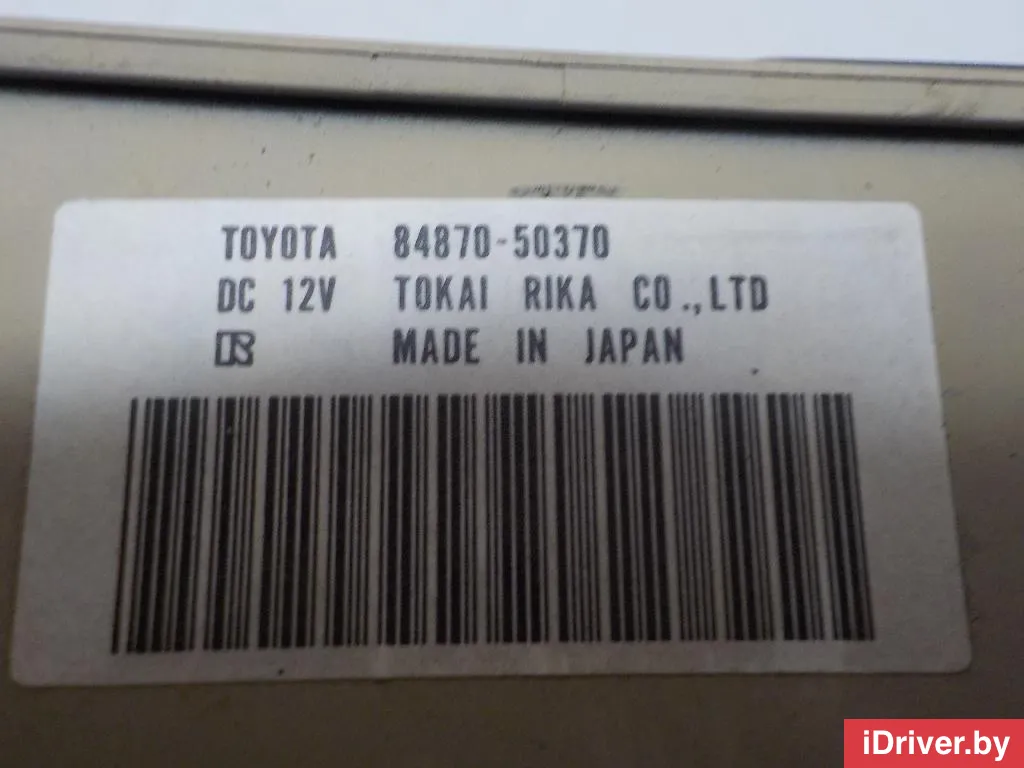 TOYOTA 84870-50370
DC 12V TOKAI RIKA CO.,LTD
MADE IN JAPAN
iDriver.by